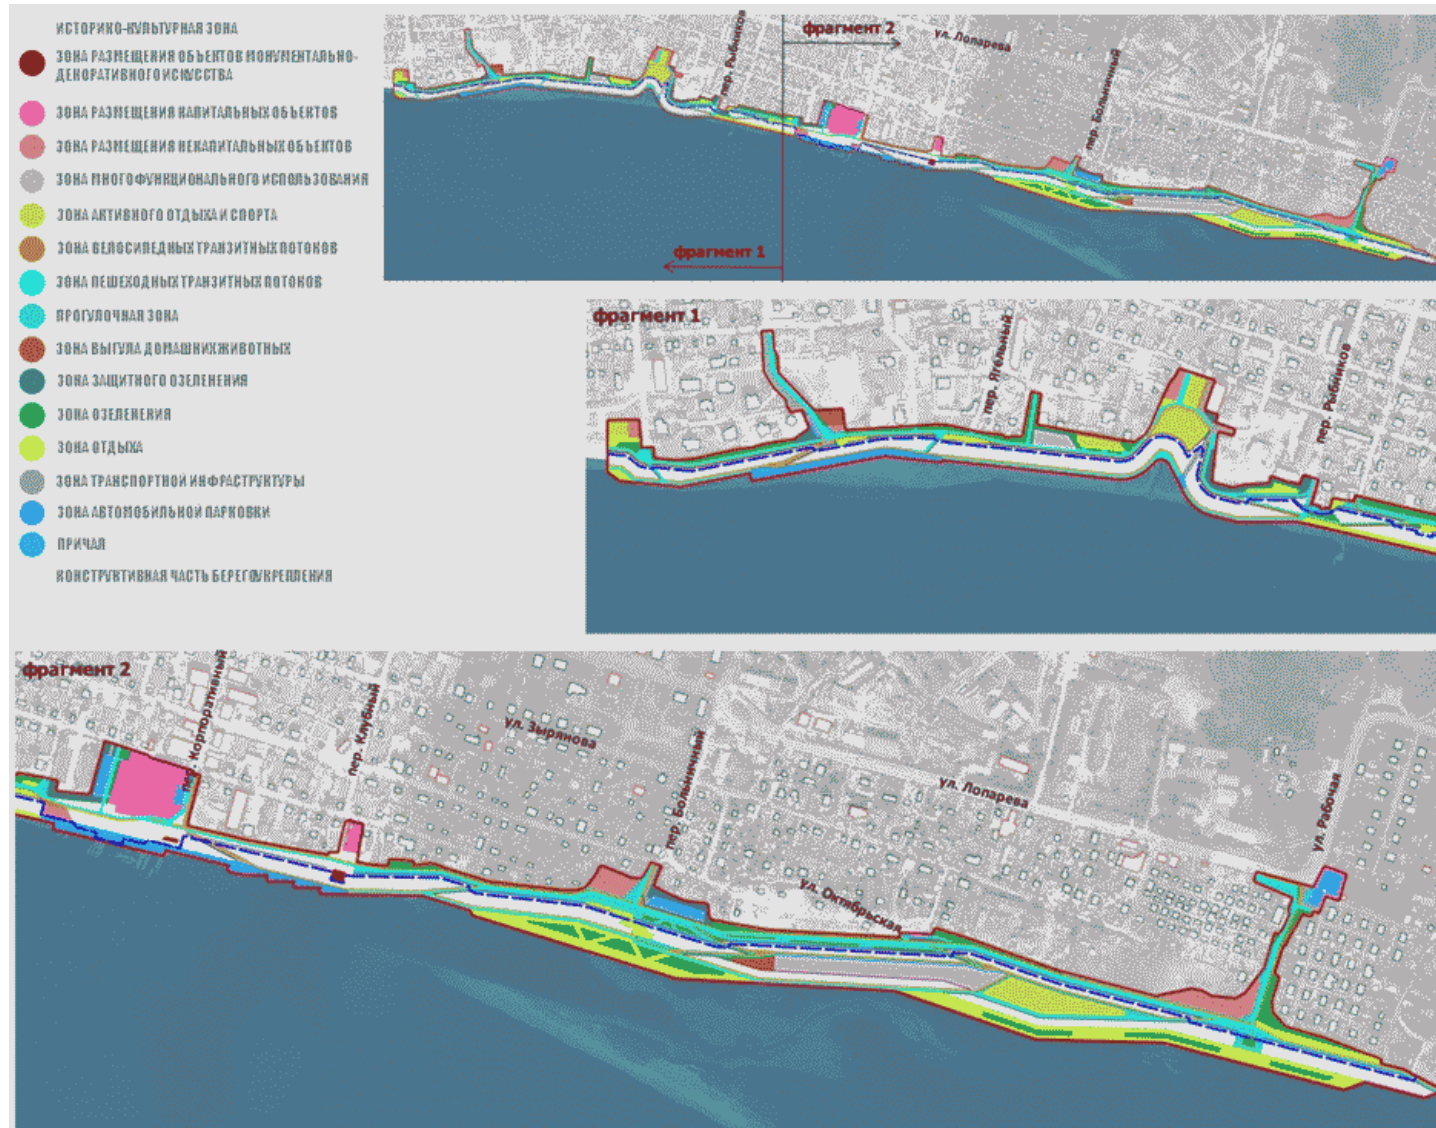 ИСТОРИКО-КУЛЬТУРНАЯ ЗОНА
ЗОНА РАЗМЕЩЕНИЯ ОБЪЕКТОВ МОНУМЕНТАЛЬНО-
ДЕКОРАТИВНОГО ИСКУССТВА
ЗОНА РАЗМЕЩЕНИЯ КАПИТАЛЬНЫХ ОБЪЕКТОВ
ЗОНА РАЗМЕЩЕНИЯ НЕКАПИТАЛЬНЫХ ОБЪЕКТОВ
ЗОНА МНОГОФУНКЦИОНАЛЬНОГО ИСПОЛЬЗОВАНИЯ
ЗОНА АКТИВНОГО ОТДЫХА И СПОРТА
ЗОНА ВЕЛОСИПЕДНЫХ ТРАНЗИТНЫХ ПОТОКОВ
ЗОНА ПЕШЕХОДНЫХ ТРАНЗИТНЫХ ПОТОКОВ
ПРОГУЛОЧНАЯ ЗОНА
ЗОНА ВЫГУЛА ДОМАШНИХ ЖИВОТНЫХ
ЗОНА ЗАЩИТНОГО ОЗЕЛЕНЕНИЯ
ЗОНА ОЗЕЛЕНЕНИЯ
ЗОНА ОТДЫХА
ЗОНА ТРАНСПОРТНОЙ ИНФРАСТРУКТУРЫ
ЗОНА АВТОМОБИЛЬНОЙ ПАРКОВКИ
ПРИЧАЛ
КОНСТРУКТИВНАЯ ЧАСТЬ БЕРЕГОУКРЕПЛЕНИЯ
пер. Рыбников
фрагмент 2
ул. Лопарева
пер. Больничный
фрагмент 1
фрагмент 1
пер. Ягельный
пер. Рыбников
фрагмент 2
пер. Корпоративный
пер. Клубный
ул. Зырянова
пер. Больничный
ул. Лопарева
ул. Октябрьская
ул. Рабочая